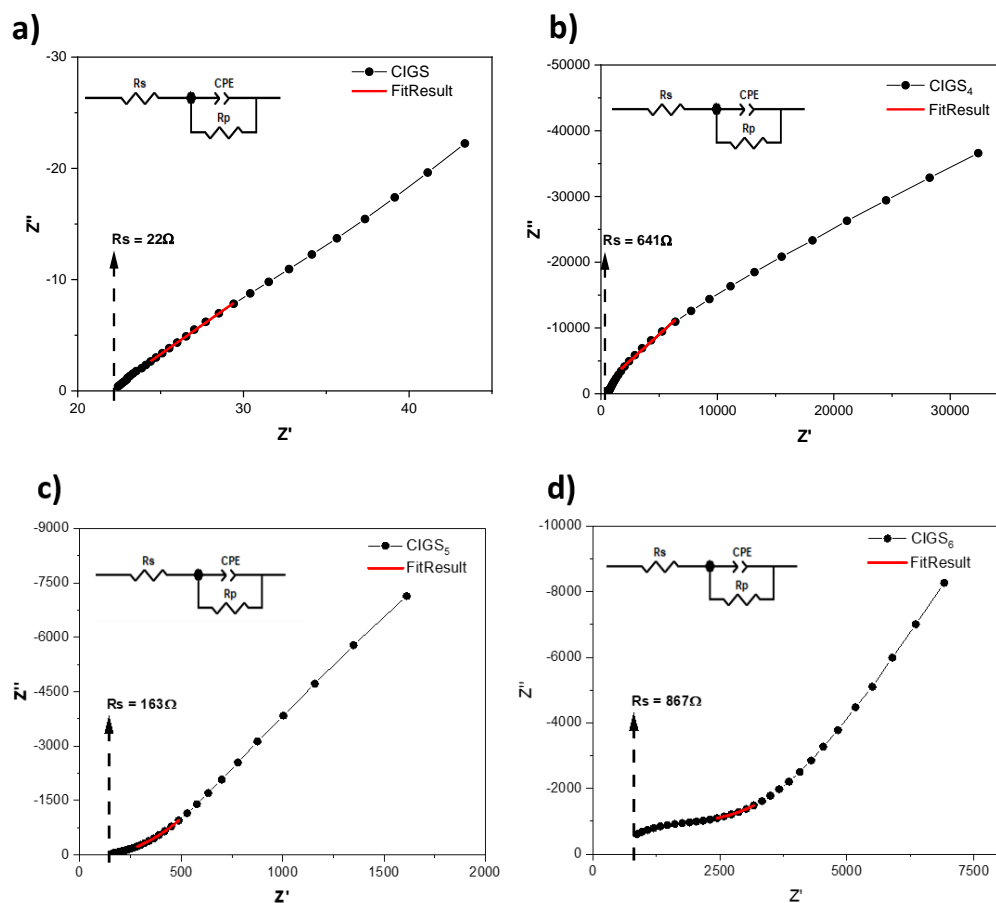 a)
-30
-20
-10
0
20
30
40
Z''
Z'
Rs
CPE
Rp
CIGS
FitResult
Rs = 22Ω
b)
-50000
-40000
-30000
-20000
-10000
0
0
10000
20000
30000
Z''
Z'
Rs
CPE
Rp
CIGS₄
FitResult
Rs = 641Ω
c)
-9000
-7500
-6000
-4500
-3000
-1500
0
0
500
1000
1500
2000
Z''
Z'
Rs
CPE
Rp
CIGS₅
FitResult
Rs = 163Ω
d)
-10000
-8000
-6000
-4000
-2000
0
0
2500
5000
7500
Z''
Z'
Rs
CPE
Rp
CIGS₆
FitResult
Rs = 867Ω